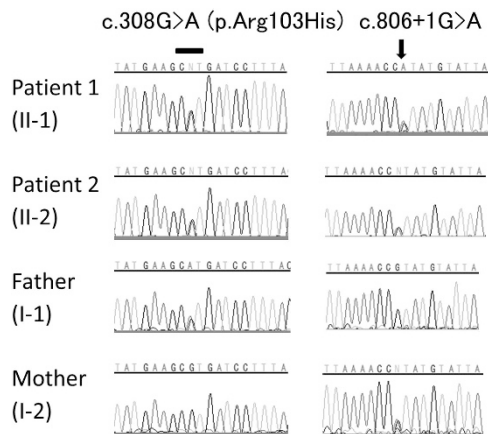 c.308G>A (p.Arg103His) c.806+1G>A
TATGAAGCNTGATCCTTTA TTAAAACCATATGTATTA
Patient 1
(II-1)
TATGAAGCNTGATCCTTTA TTAAAACCNTATGTATTA
Patient 2
(II-2)
TATGAAGCATGATCCTTTAC TTAAAACCGTATGTATTA
Father
(I-1)
TATGAAGCGTGATCCTTTA TTAAAACCNTATGTATTA
Mother
(I-2)